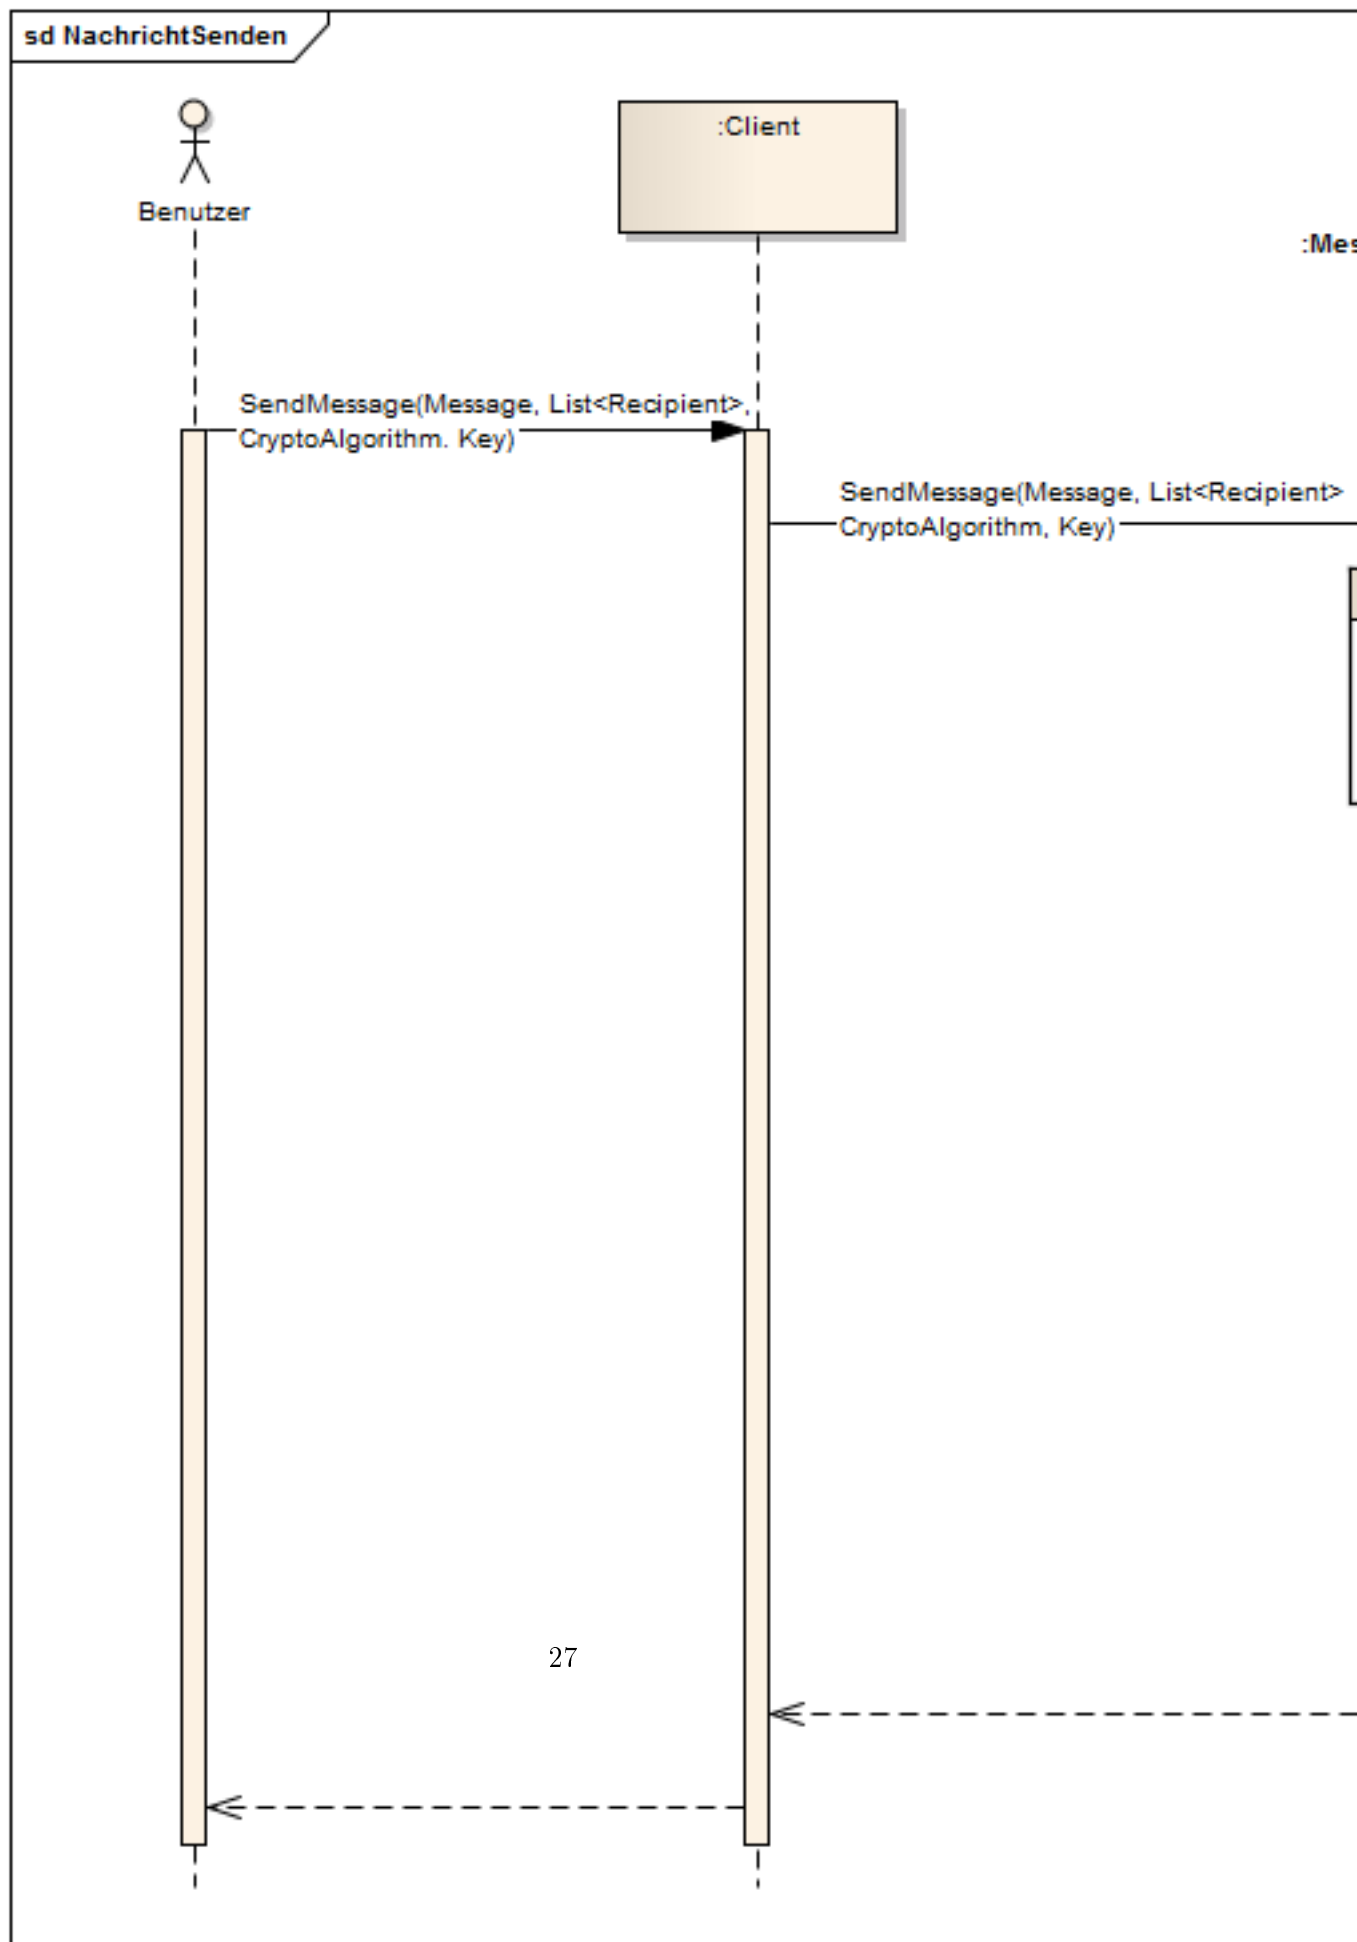 sd NachrichtSenden
:Client
Benutzer
:Mes
SendMessage(Message, List<Recipient>,
CryptoAlgorithm. Key)
SendMessage(Message, List<Recipient>
CryptoAlgorithm, Key)
27